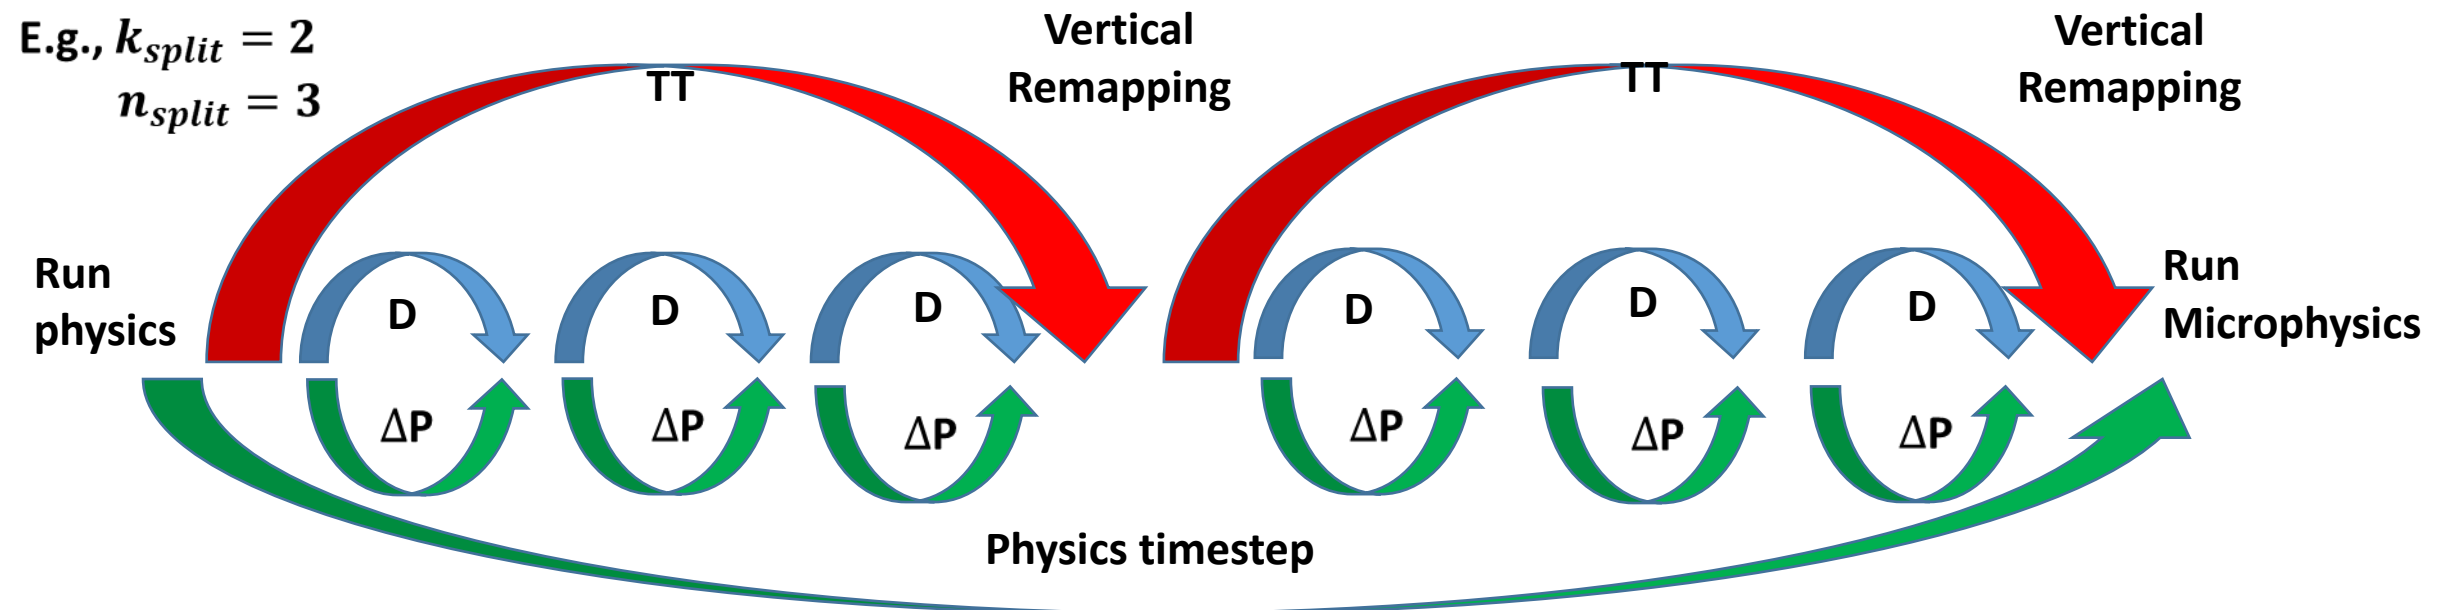 E.g., k_split = 2
n_split = 3
TT
Vertical
Remapping
TT
Vertical
Remapping
Run
physics
D
D
D
D
D
D
Run
Microphysics
ΔP
ΔP
ΔP
ΔP
ΔP
ΔP
Physics timestep